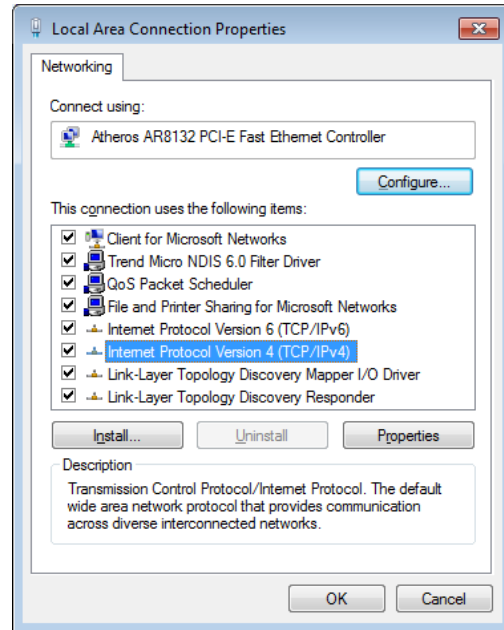 Local Area Connection Properties
Networking
Connect using:
Atheros AR8132 PCI-E Fast Ethernet Controller
Configure...
This connection uses the following items:
Client for Microsoft Networks
Trend Micro NDIS 6.0 Filter Driver
QoS Packet Scheduler
File and Printer Sharing for Microsoft Networks
Internet Protocol Version 6 (TCP/IPv6)
Internet Protocol Version 4 (TCP/IPv4)
Link-Layer Topology Discovery Mapper I/O Driver
Link-Layer Topology Discovery Responder
Install... Uninstall Properties
Description
Transmission Control Protocol/Internet Protocol. The default
wide area network protocol that provides communication
across diverse interconnected networks.
OK Cancel